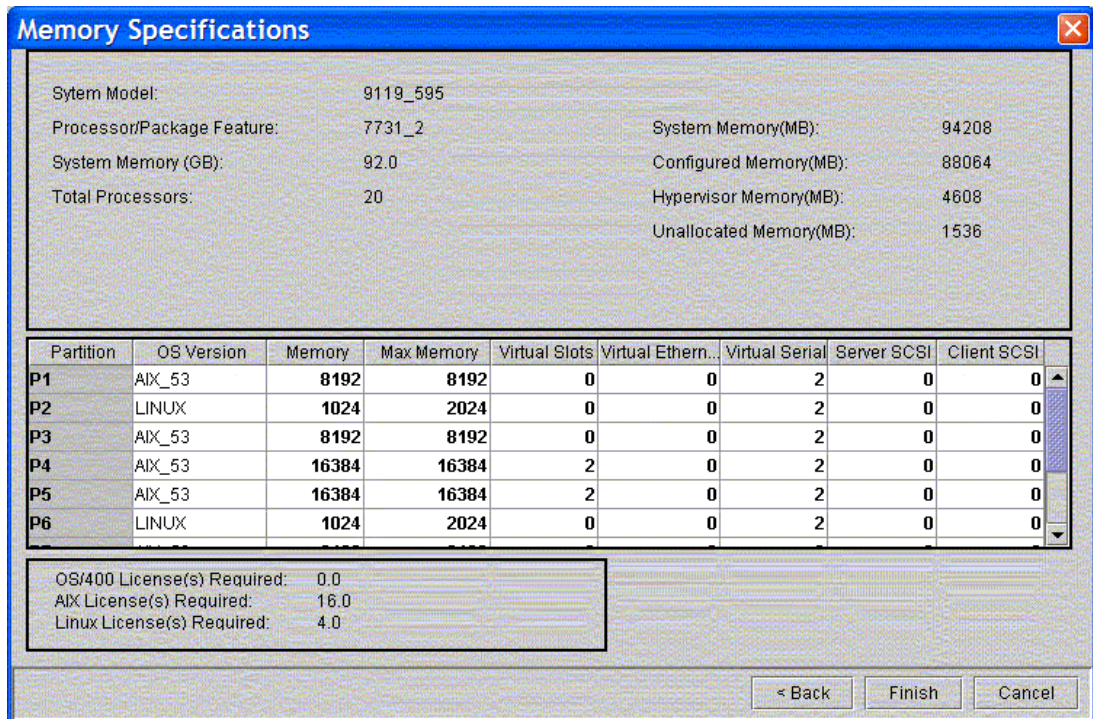 Memory Specifications
Sytem Model: 9119_595
Processor/Package Feature: 7731_2 System Memory(MB): 94208
System Memory (GB): 92.0 Configured Memory(MB): 88064
Total Processors: 20 Hypervisor Memory(MB): 4608
Unallocated Memory(MB): 1536
Partition OS Version Memory Max Memory Virtual Slots Virtual Ethern... Virtual Serial Server SCSI Client SCSI
P1 AIX_53 8192 8192 0 0 2 0 0
P2 LINUX 1024 2024 0 0 2 0 0
P3 AIX_53 8192 8192 0 0 2 0 0
P4 AIX_53 16384 16384 2 0 2 0 0
P5 AIX_53 16384 16384 2 0 2 0 0
P6 LINUX 1024 2024 0 0 2 0 0
OS/400 License(s) Required: 0.0
AIX License(s) Required: 16.0
Linux License(s) Required: 4.0
< Back Finish Cancel